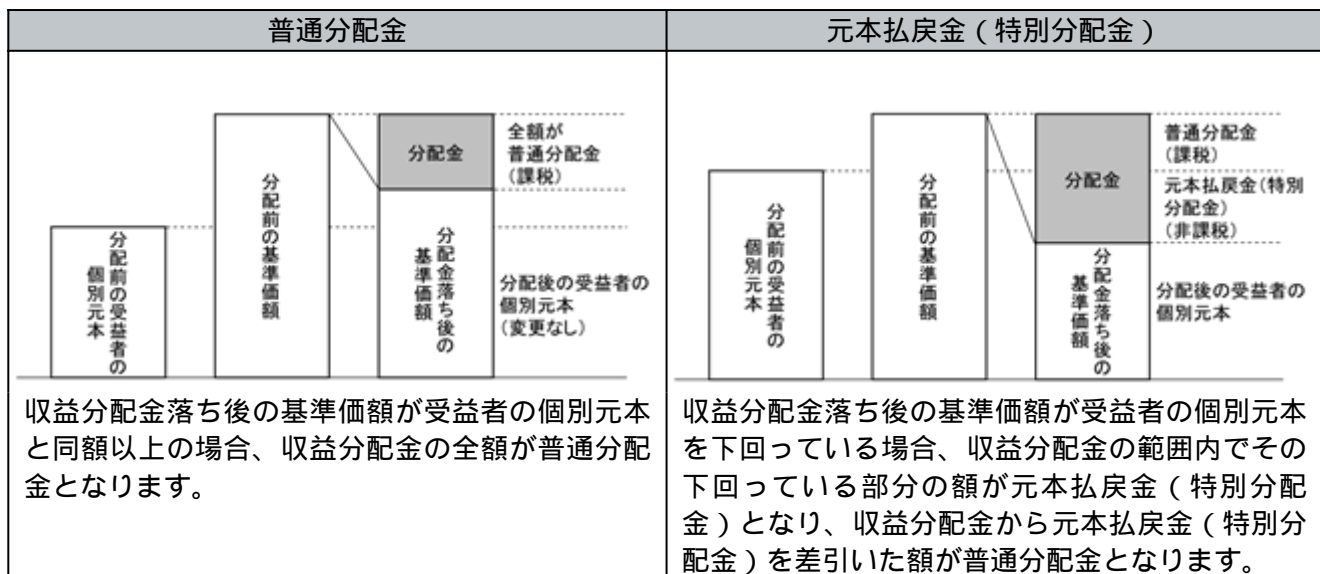 普通分配金
分配前の受益者の
個別元本
分配前の基準価額
分配金
分配金落ち後の
基準価額
全額が
普通分配金
(課税)
分配後の受益者の
個別元本
(変更なし)
収益分配金落ち後の基準価額が受益者の個別元本
と同額以上の場合、収益分配金の全額が普通分配
金となります。
元本払戻金(特別分配金)
分配前の受益者の
個別元本
分配前の基準価額
分配金
分配金落ち後の
基準価額
普通分配金
(課税)
元本払戻金(特別
分配金)
(非課税)
分配後の受益者の
個別元本
収益分配金落ち後の基準価額が受益者の個別元本
を下回っている場合、収益分配金の範囲内でその
下回っている部分の額が元本払戻金(特別分配
金)となり、収益分配金から元本払戻金(特別分
配金)を差引いた額が普通分配金となります。